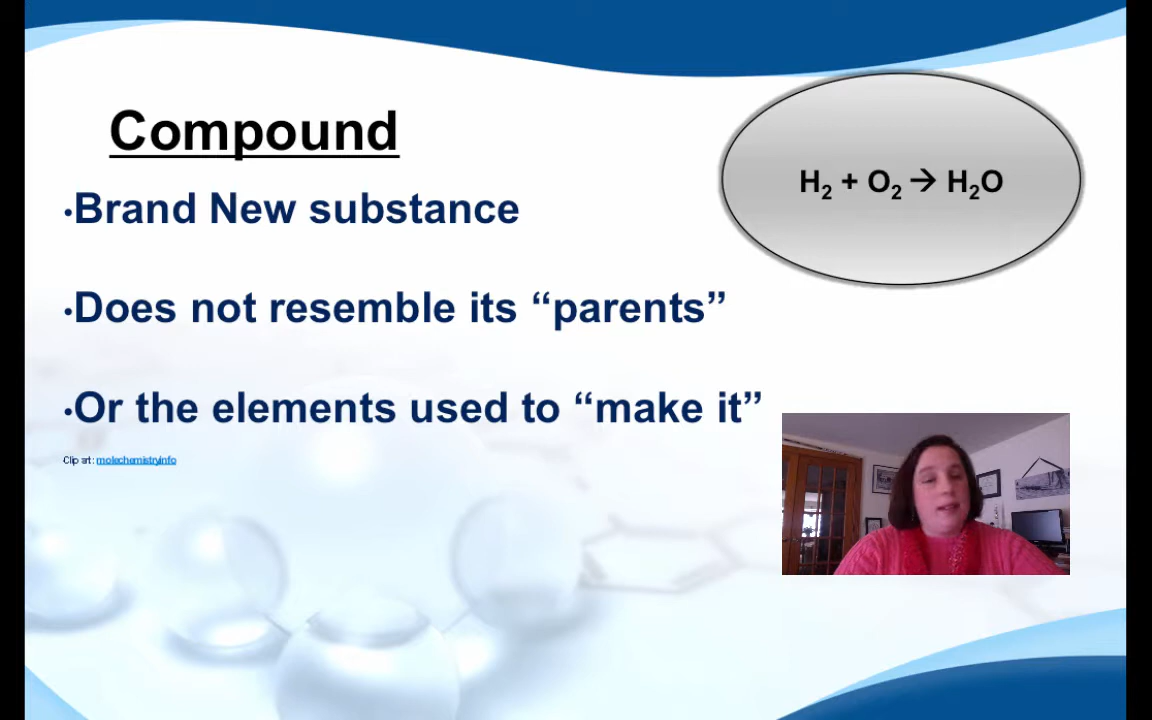 Compound
H₂ + O₂ → H₂O
•Brand New substance
•Does not resemble its “parents”
•Or the elements used to “make it”
Clip art: molechemistryinfo